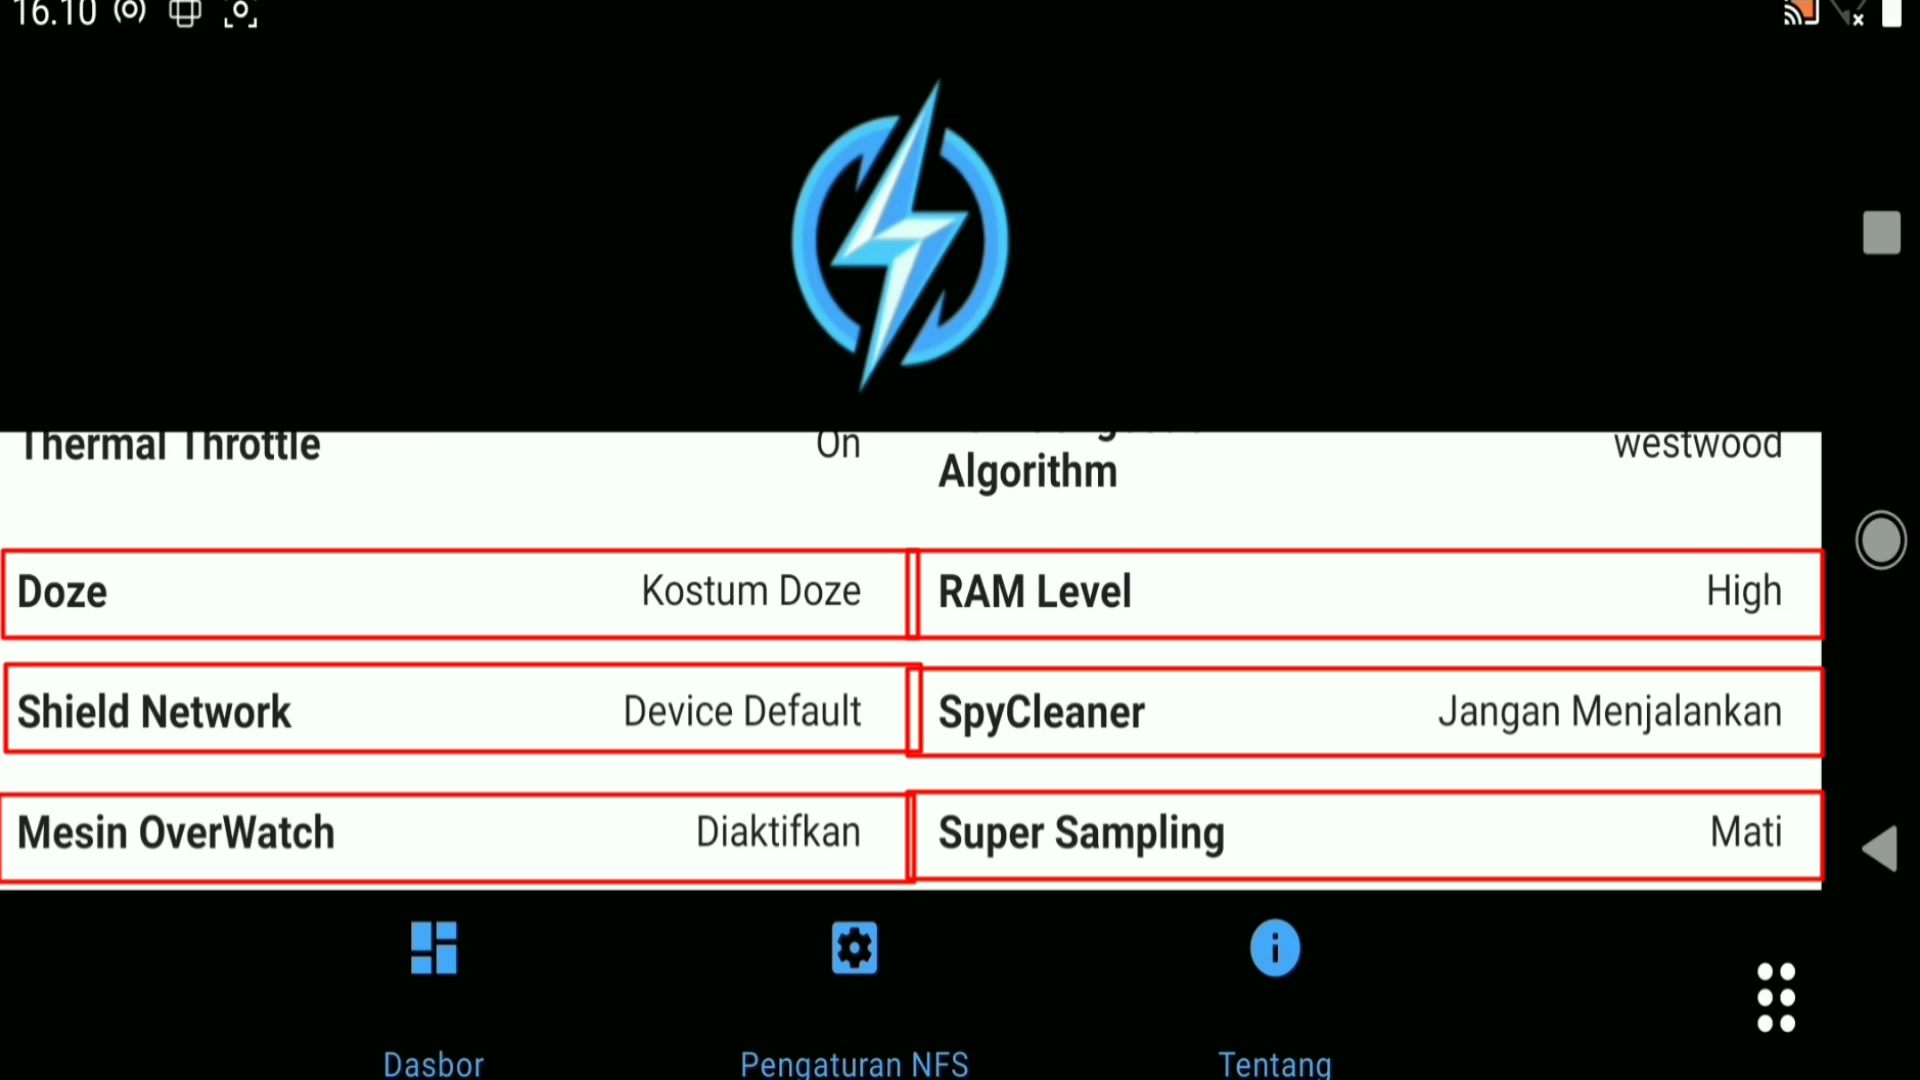 16.10
Thermal Throttle On
Algorithm westwood
Doze Kostum Doze
RAM Level High
Shield Network Device Default
SpyCleaner Jangan Menjalankan
Mesin OverWatch Diaktifkan
Super Sampling Mati
Dasbor Pengaturan NFS Tentang